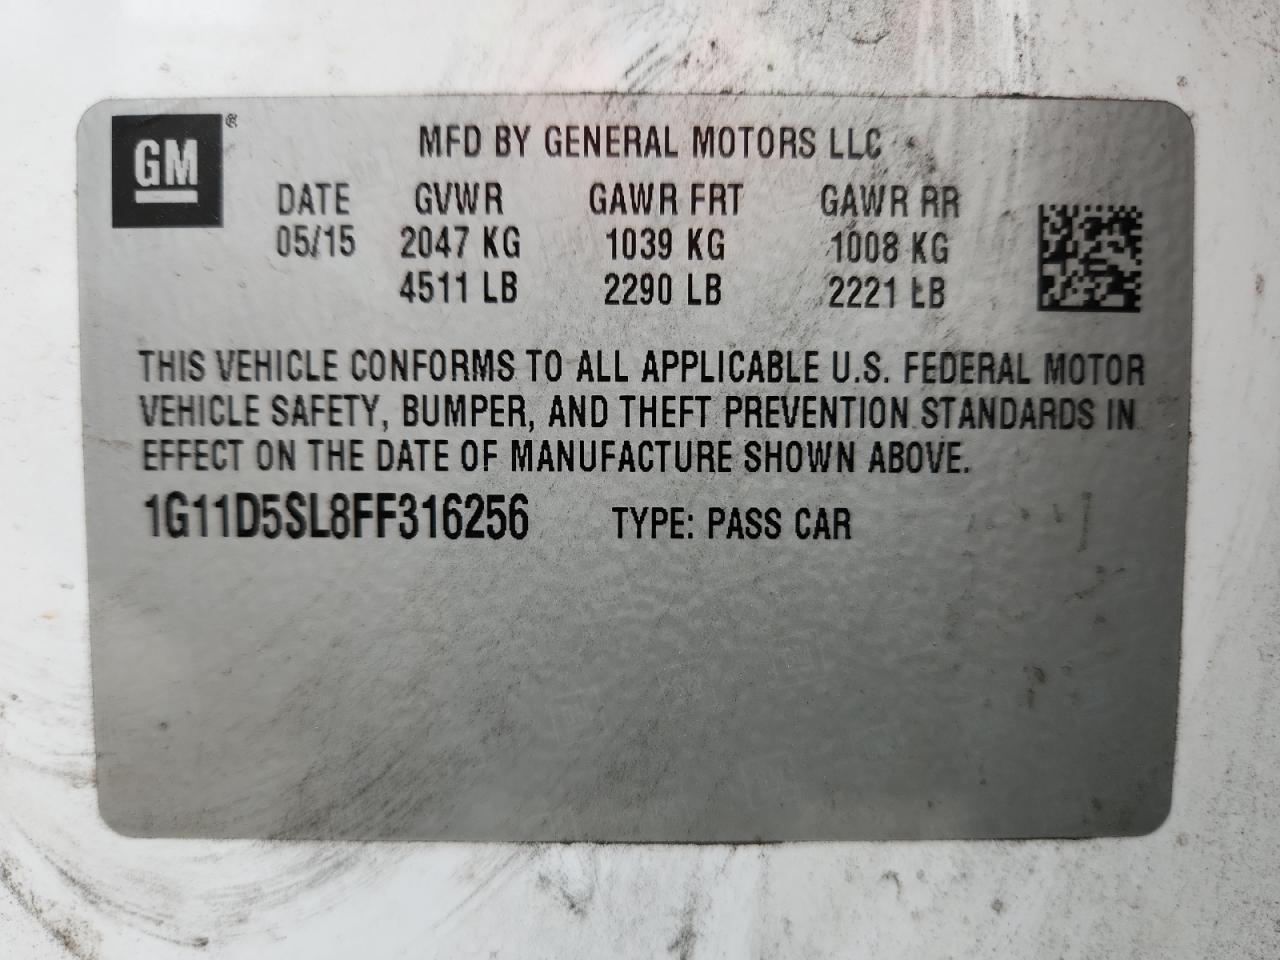 GM®
MFD BY GENERAL MOTORS LLC
DATE GVWR GAWR FRT GAWR RR
05/15 2047 KG 1039 KG 1008 KG
4511 LB 2290 LB 2221 LB
THIS VEHICLE CONFORMS TO ALL APPLICABLE U.S. FEDERAL MOTOR
VEHICLE SAFETY, BUMPER, AND THEFT PREVENTION STANDARDS IN
EFFECT ON THE DATE OF MANUFACTURE SHOWN ABOVE.
1G11D5SL8FF316256 TYPE: PASS CAR